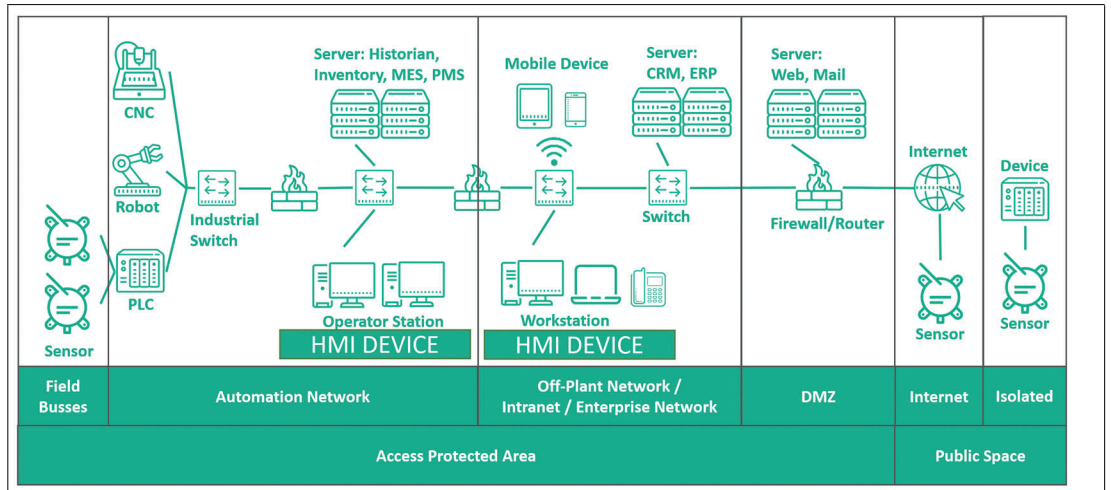 CNC
Robot
PLC
Sensor
Industrial
Switch
Server: Historian,
Inventory, MES, PMS
Operator Station
HMI DEVICE
Mobile Device
Workstation
HMI DEVICE
Server:
CRM, ERP
Switch
Server:
Web, Mail
Firewall/Router
Internet
Sensor
Device
Sensor
Field
Busses
Automation Network
Off-Plant Network /
Intranet / Enterprise Network
DMZ
Internet
Isolated
Access Protected Area
Public Space